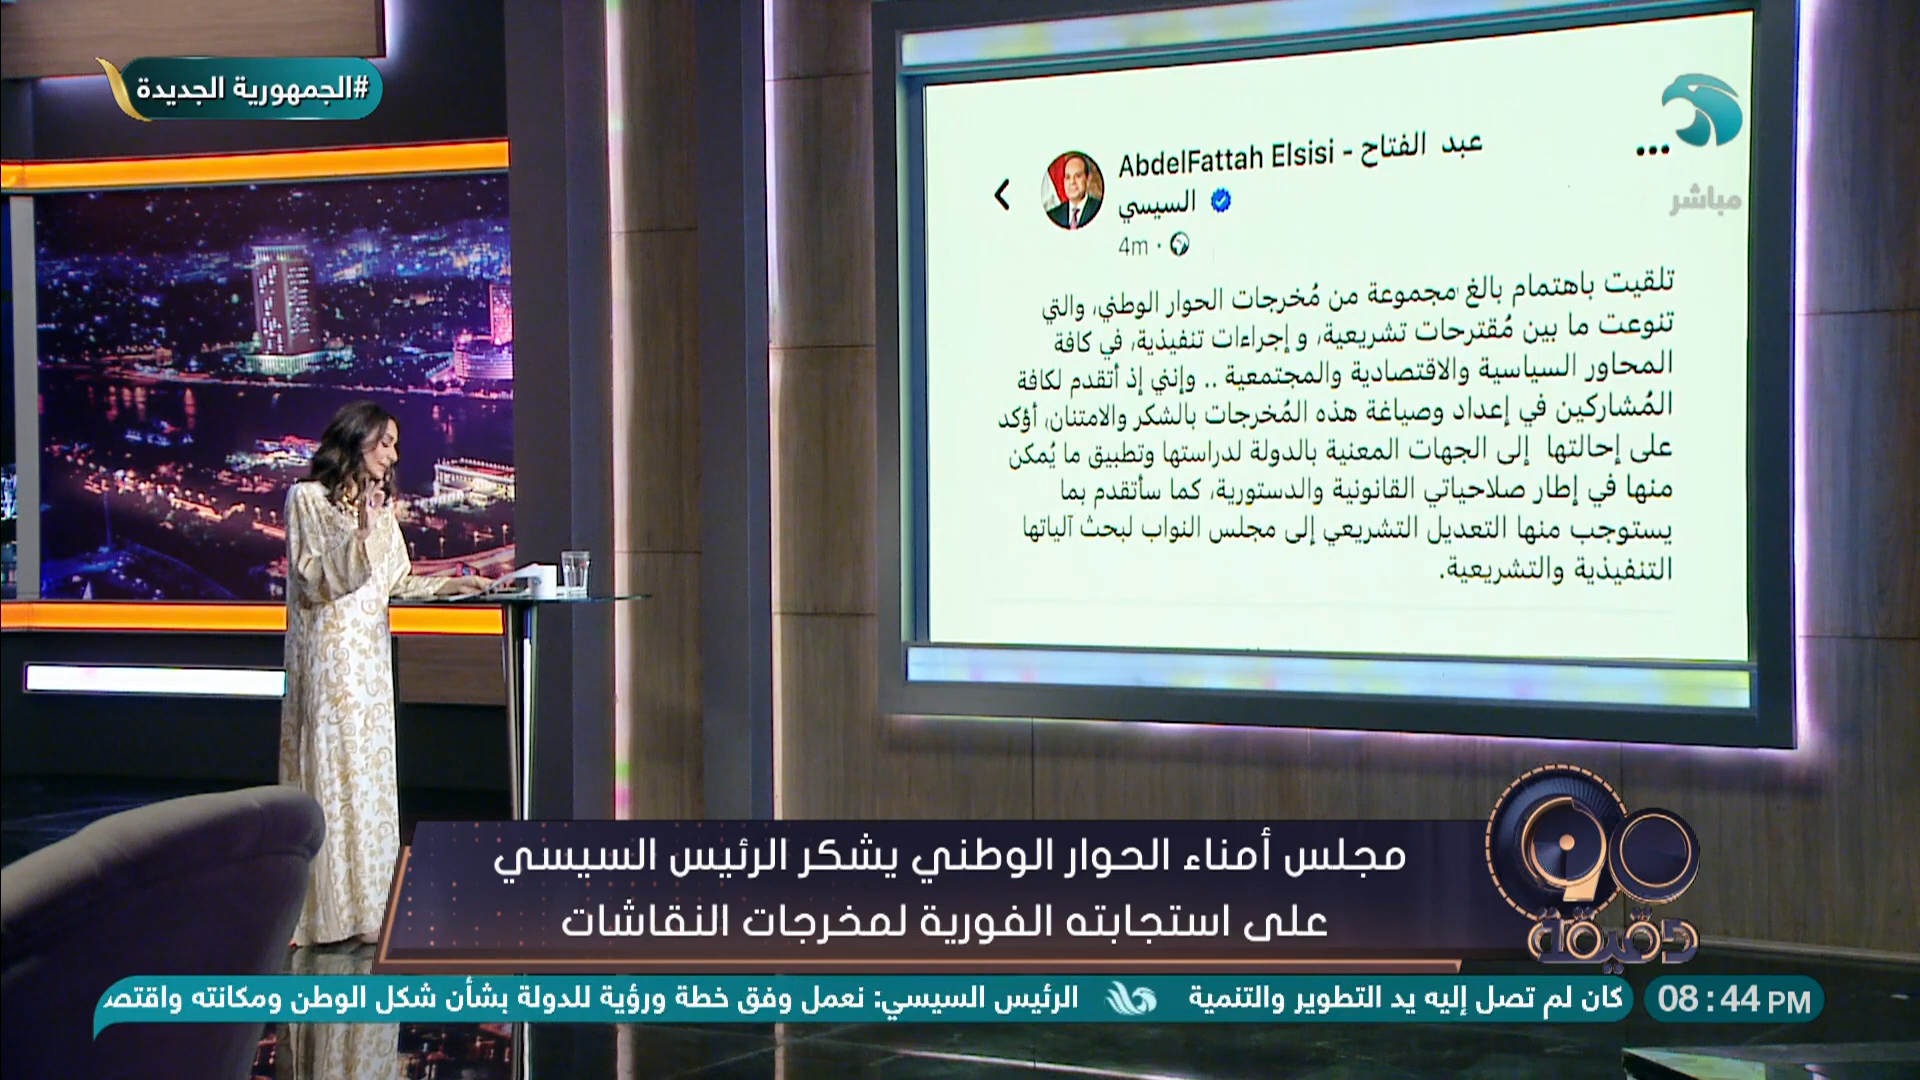 #الجمهورية الجديدة
مباشر
AbdelFattah Elsisi - عبد الفتاح
السيسي
4m ·
تلقيت باهتمام بالغ مجموعة من مُخرجات الحوار الوطني، والتي
تنوعت ما بين مُقترحات تشريعية، و إجراءات تنفيذية، في كافة
المحاور السياسية والاقتصادية والمجتمعية .. وإنني إذ أتقدم لكافة
المُشاركين في إعداد وصياغة هذه المُخرجات بالشكر والامتنان، أؤكد
على إحالتها إلى الجهات المعنية بالدولة لدراستها وتطبيق ما يُمكن
منها في إطار صلاحياتي القانونية والدستورية، كما سأتقدم بما
يستوجب منها التعديل التشريعي إلى مجلس النواب لبحث آلياتها
التنفيذية والتشريعية.
مجلس أمناء الحوار الوطني يشكر الرئيس السيسي
على استجابته الفورية لمخرجات النقاشات
90
دقيقة
08:44 PM
كان لم تصل إليه يد التطوير والتنمية
الرئيس السيسي: نعمل وفق خطة ورؤية للدولة بشأن شكل الوطن ومكانته واقتصا